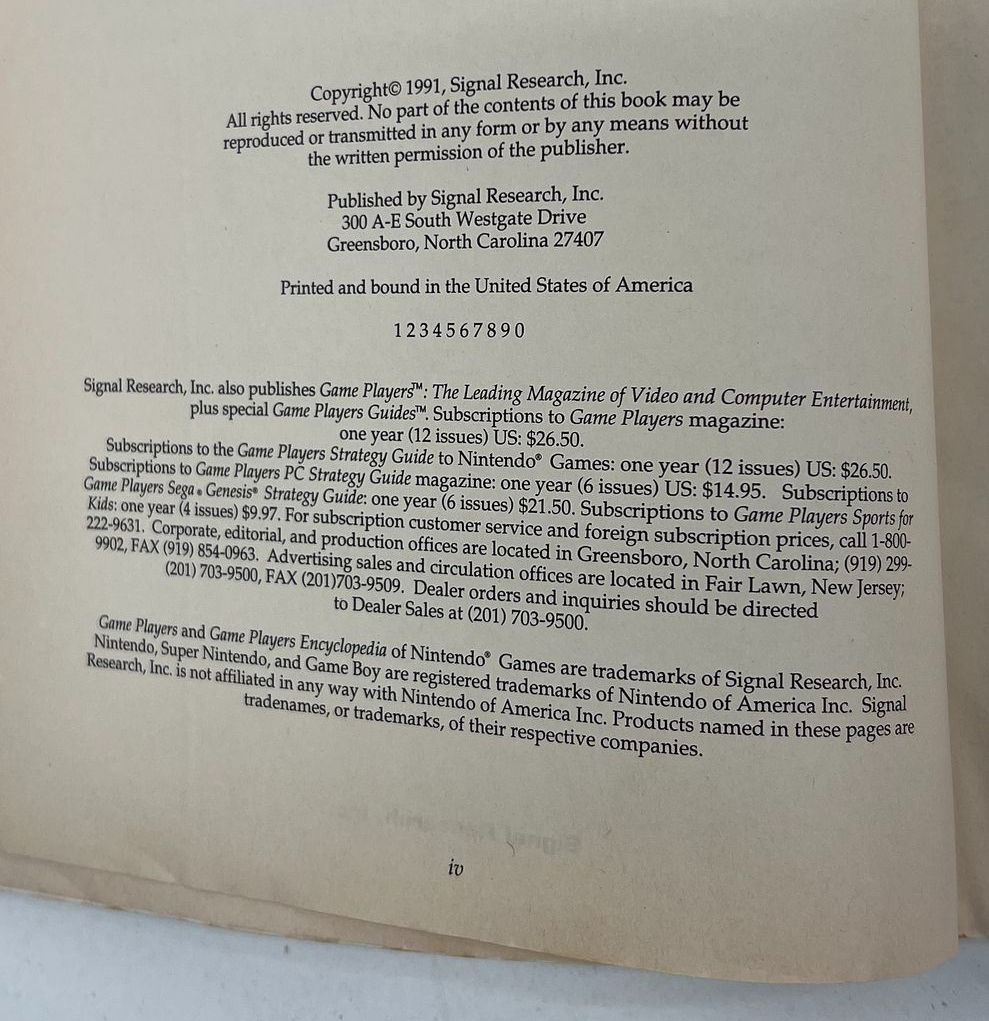 Copyright© 1991, Signal Research, Inc.
All rights reserved. No part of the contents of this book may be
reproduced or transmitted in any form or by any means without
the written permission of the publisher.
Published by Signal Research, Inc.
300 A-E South Westgate Drive
Greensboro, North Carolina 27407
Printed and bound in the United States of America
1 2 3 4 5 6 7 8 9 0
Signal Research, Inc. also publishes Game Players™: The Leading Magazine of Video and Computer Entertainment,
plus special Game Players Guides™. Subscriptions to Game Players magazine:
one year (12 issues) US: $26.50.
Subscriptions to the Game Players Strategy Guide to Nintendo® Games: one year (12 issues) US: $26.50.
Subscriptions to Game Players PC Strategy Guide magazine: one year (6 issues) US: $14.95. Subscriptions to
Game Players Sega® Genesis® Strategy Guide: one year (6 issues) $21.50. Subscriptions to Game Players Sports for
Kids: one year (4 issues) $9.97. For subscription customer service and foreign subscription prices, call 1-800-
222-9631. Corporate, editorial, and production offices are located in Greensboro, North Carolina; (919) 299-
9902, FAX (919) 854-0963. Advertising sales and circulation offices are located in Fair Lawn, New Jersey;
(201) 703-9500, FAX (201)703-9509. Dealer orders and inquiries should be directed
to Dealer Sales at (201) 703-9500.
Game Players and Game Players Encyclopedia of Nintendo® Games are trademarks of Signal Research, Inc.
Nintendo, Super Nintendo, and Game Boy are registered trademarks of Nintendo of America Inc. Signal
Research, Inc. is not affiliated in any way with Nintendo of America Inc. Products named in these pages are
tradenames, or trademarks, of their respective companies.
iv